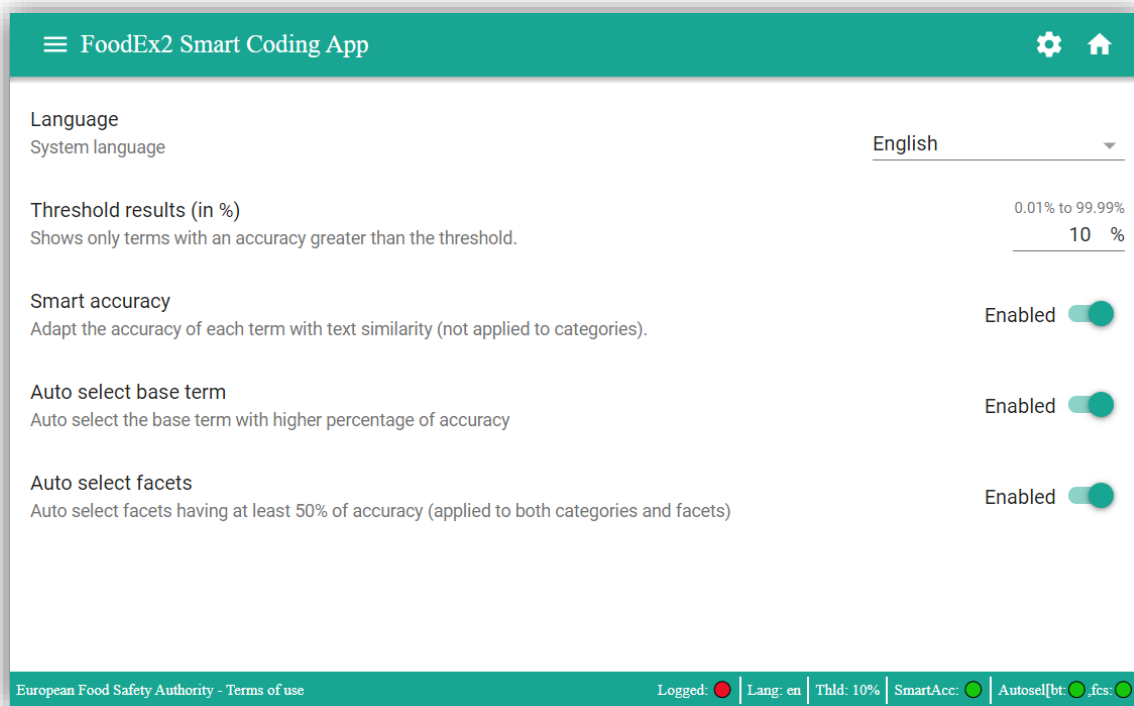 FoodEx2 Smart Coding App
Language
System language
English
Threshold results (in %)
Shows only terms with an accuracy greater than the threshold.
0.01% to 99.99%
10 %
Smart accuracy
Adapt the accuracy of each term with text similarity (not applied to categories).
Enabled
Auto select base term
Auto select the base term with higher percentage of accuracy
Enabled
Auto select facets
Auto select facets having at least 50% of accuracy (applied to both categories and facets)
Enabled
European Food Safety Authority - Terms of use
Logged: Lang: en Thld: 10% SmartAcc: Autosel[bt: ,fcs: